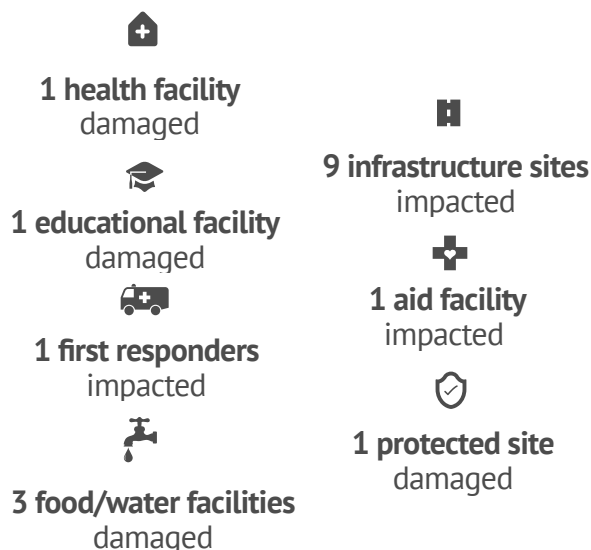 1 health facility
damaged
1 educational facility
damaged
1 first responders
impacted
3 food/water facilities
damaged
9 infrastructure sites
impacted
1 aid facility
impacted
1 protected site
damaged